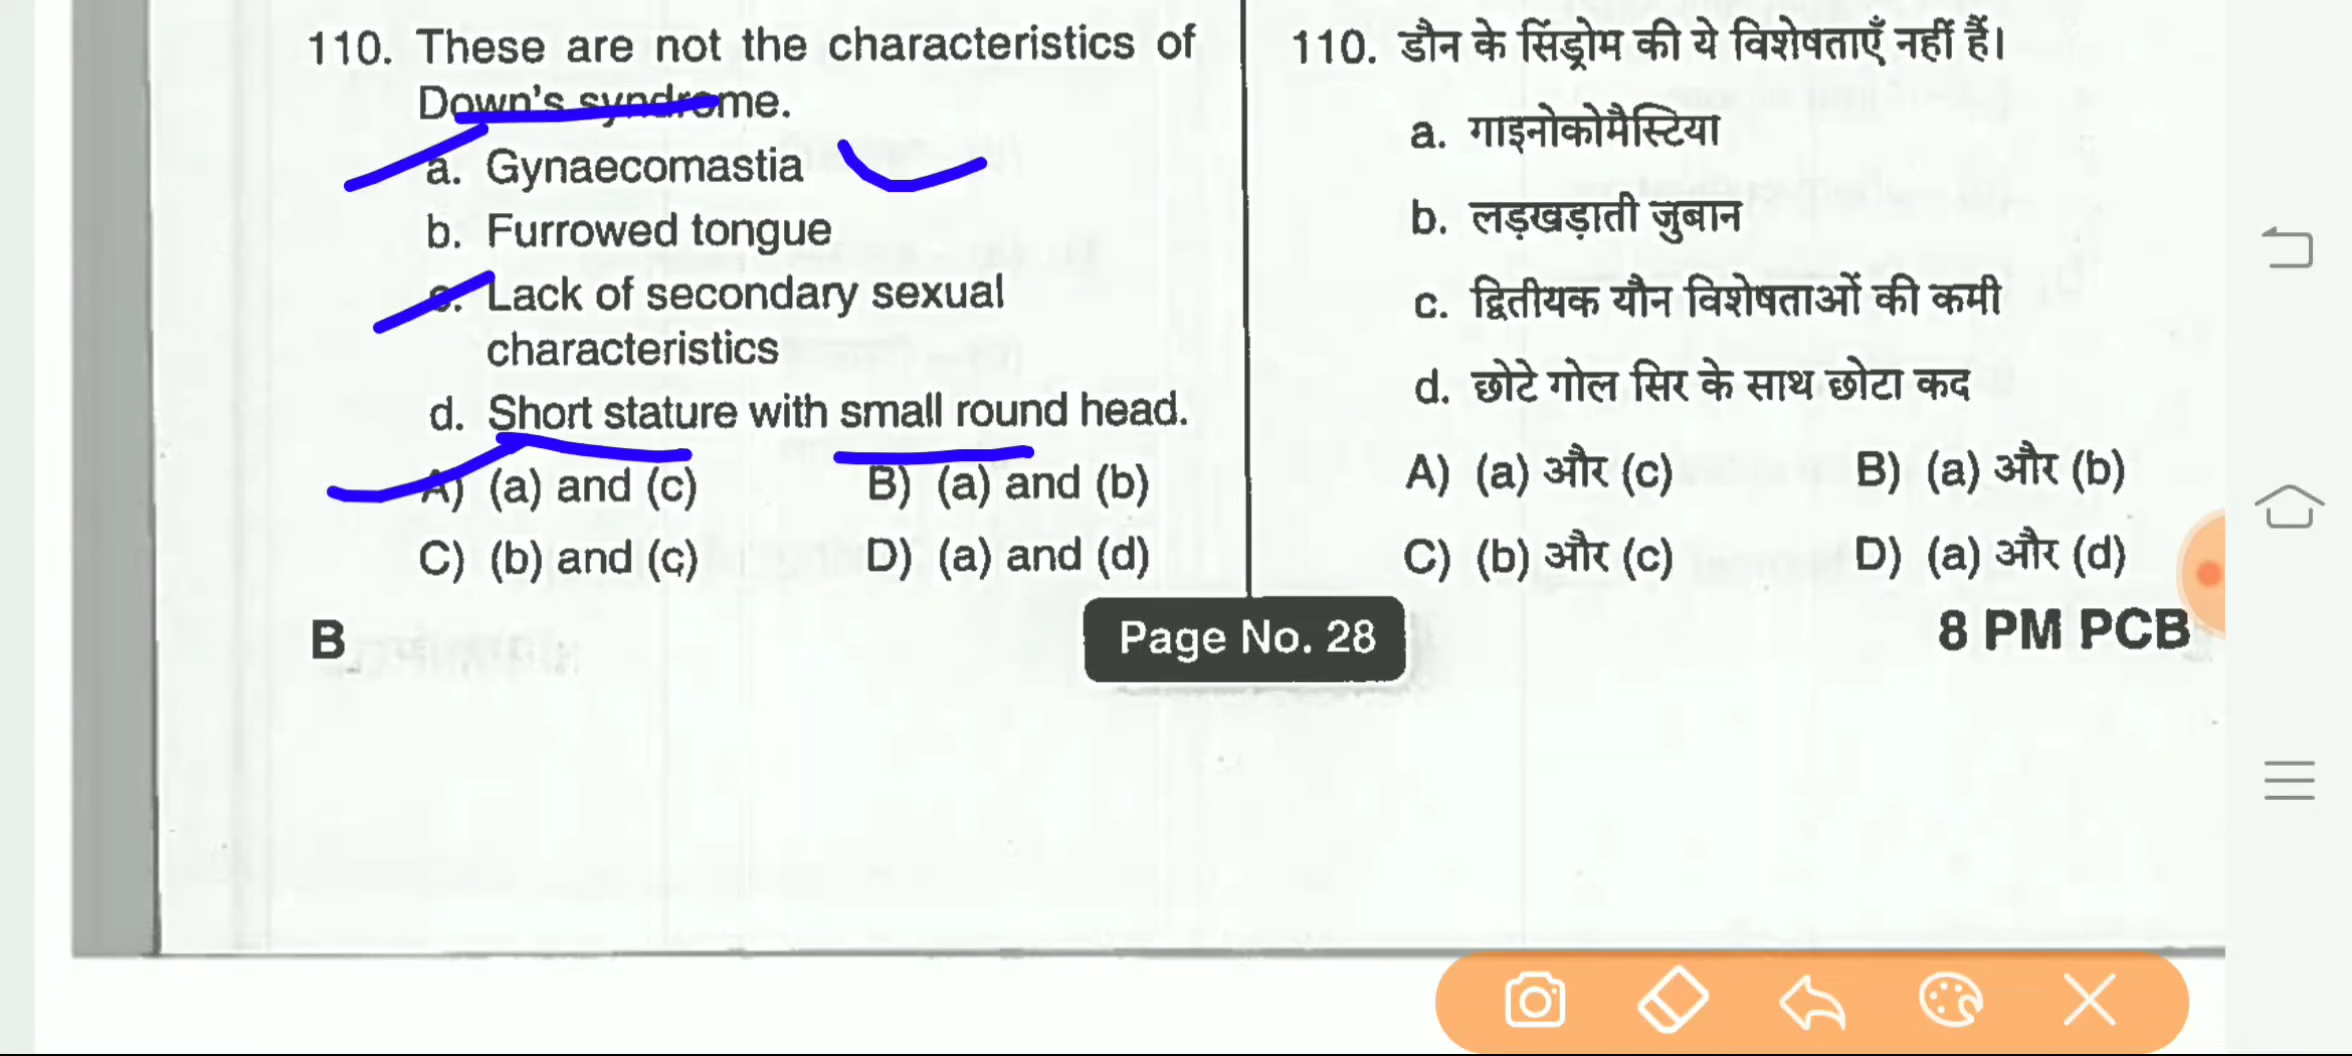 110. These are not the characteristics of
Down's syndrome.
a. Gynaecomastia
b. Furrowed tongue
c. Lack of secondary sexual
characteristics
d. Short stature with small round head.
A) (a) and (c) B) (a) and (b)
C) (b) and (c) D) (a) and (d)
110. डौन के सिंड्रोम की ये विशेषताएँ नहीं हैं।
a. गाइनोकोमैस्टिया
b. लड़खड़ाती जुबान
c. द्वितीयक यौन विशेषताओं की कमी
d. छोटे गोल सिर के साथ छोटा कद
A) (a) और (c) B) (a) और (b)
C) (b) और (c) D) (a) और (d)
B Page No. 28 8 PM PCB